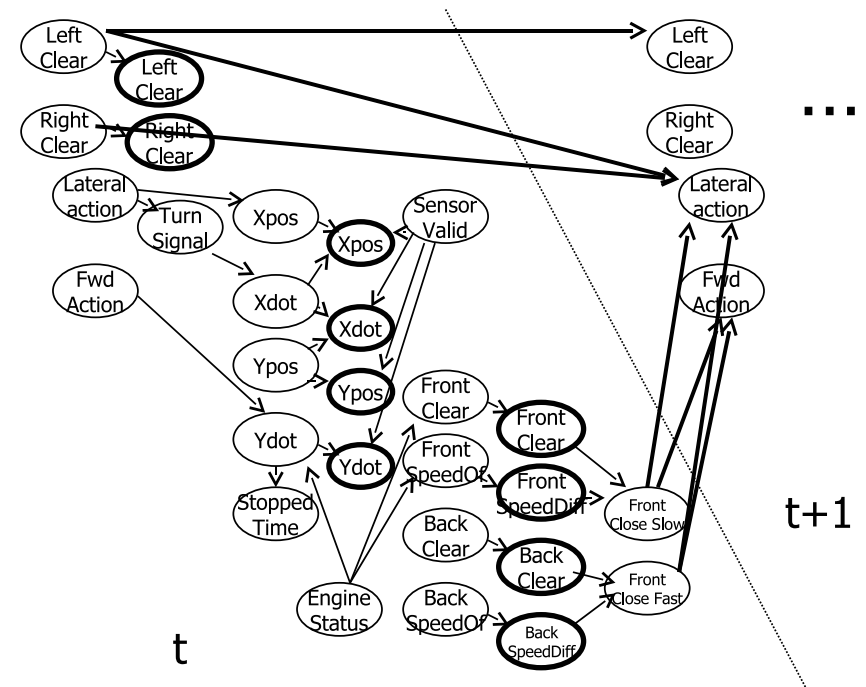 Left
Clear
Left
Clear
Right
Clear
Right
Clear
Lateral
action
Turn
Signal
Xpos
Xpos
Sensor
Valid
Fwd
Action
Xdot
Xdot
Ypos
Ypos
Ydot
Ydot
Stopped
Time
Engine
Status
Front
Clear
Front
Clear
Front
SpeedOf
Front
SpeedDiff
Back
Clear
Back
Clear
Back
SpeedOf
Back
SpeedDiff
Front
Close Slow
Front
Close Fast
Left
Clear
Right
Clear
Lateral
action
Fwd
Action
...
t+1
t